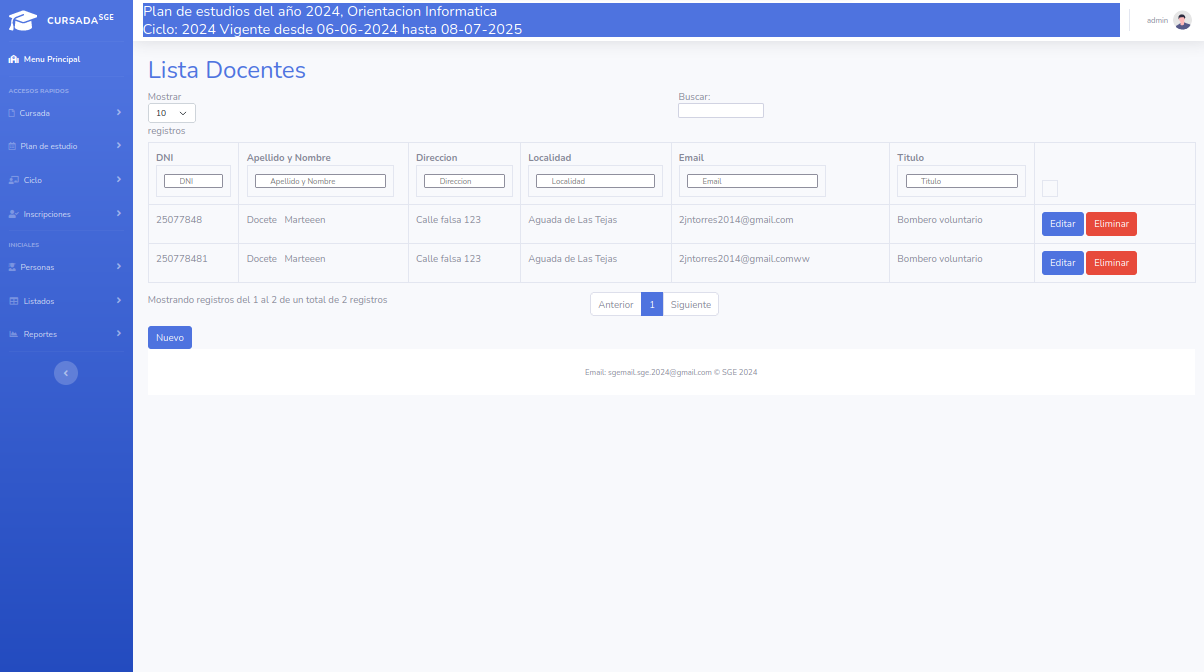 CURSADA SGE
Plan de estudios del año 2024, Orientacion Informatica
Ciclo: 2024 Vigente desde 06-06-2024 hasta 08-07-2025
admin
Menu Principal
ACCESOS RAPIDOS
Cursada
Plan de estudio
Ciclo
Inscripciones
INICIALES
Personas
Listados
Reportes
Lista Docentes
Mostrar
10
registros
Buscar:
DNI Apellido y Nombre Direccion Localidad Email Titulo
DNI Apellido y Nombre Direccion Localidad Email Titulo
25077848 Docete Marteeen Calle falsa 123 Aguada de Las Tejas 2jntorres2014@gmail.com Bombero voluntario Editar Eliminar
250778481 Docete Marteeen Calle falsa 123 Aguada de Las Tejas 2jntorres2014@gmail.comww Bombero voluntario Editar Eliminar
Mostrando registros del 1 al 2 de un total de 2 registros
Anterior 1 Siguiente
Nuevo
Email: sgemail.sge.2024@gmail.com © SGE 2024